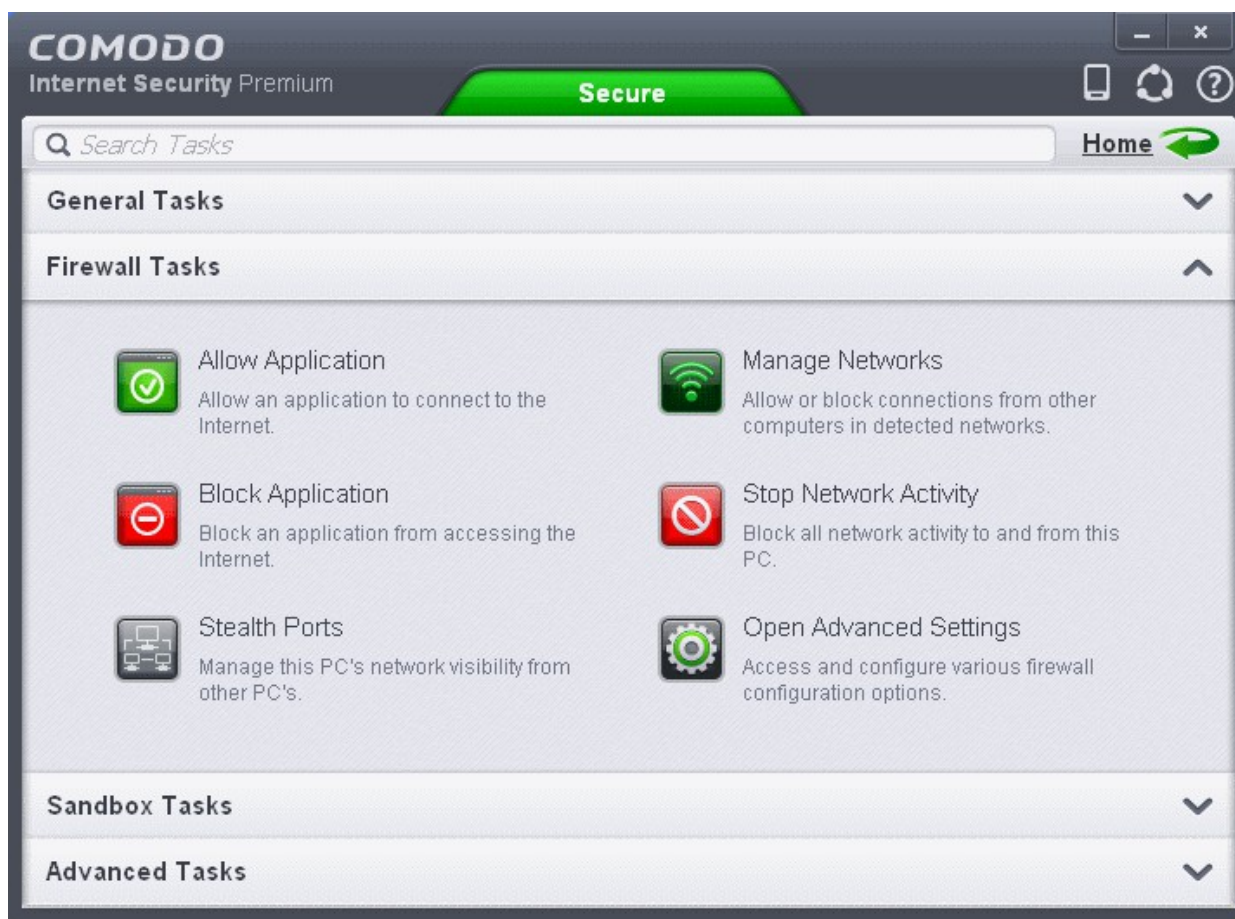 COMODO
Internet Security Premium
Secure
Search Tasks
Home
General Tasks
Firewall Tasks
Allow Application
Allow an application to connect to the
Internet.
Manage Networks
Allow or block connections from other
computers in detected networks.
Block Application
Block an application from accessing the
Internet.
Stop Network Activity
Block all network activity to and from this
PC.
Stealth Ports
Manage this PC's network visibility from
other PC's.
Open Advanced Settings
Access and configure various firewall
configuration options.
Sandbox Tasks
Advanced Tasks